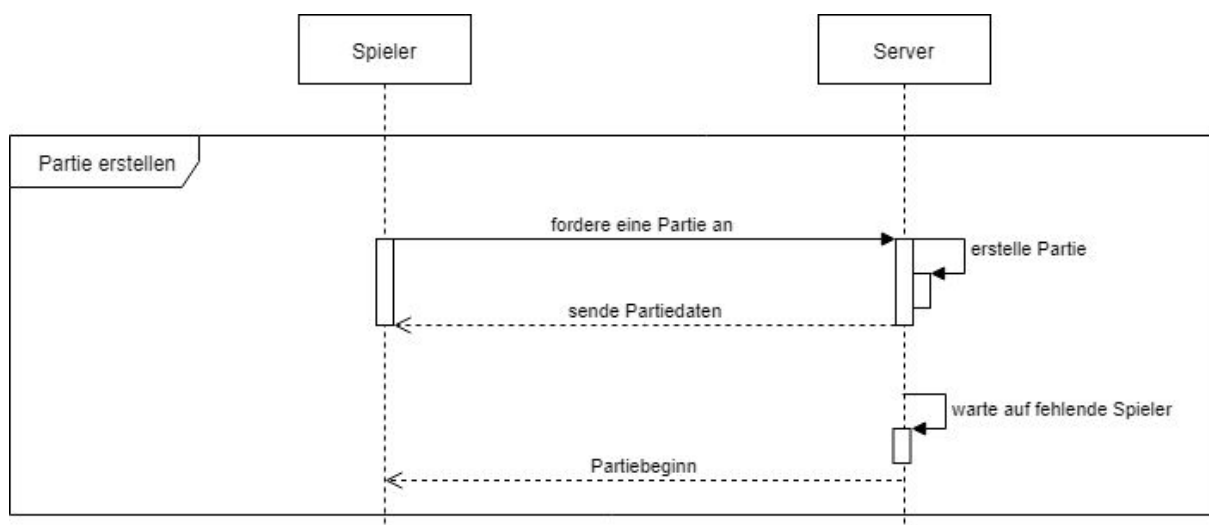 Spieler
Server
Partie erstellen
fordere eine Partie an
erstelle Partie
sende Partiedaten
warte auf fehlende Spieler
Partiebeginn